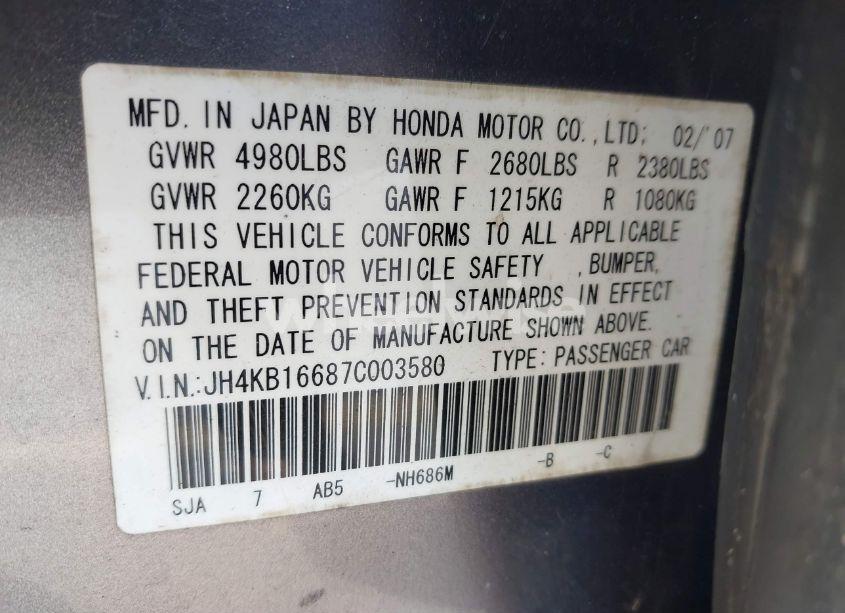 MFD. IN JAPAN BY HONDA MOTOR CO.,LTD. 02/'07
GVWR 4980LBS GAWR F 2680LBS R 2380LBS
GVWR 2260KG GAWR F 1215KG R 1080KG
THIS VEHICLE CONFORMS TO ALL APPLICABLE
FEDERAL MOTOR VEHICLE SAFETY ,BUMPER,
AND THEFT PREVENTION STANDARDS IN EFFECT
ON THE DATE OF MANUFACTURE SHOWN ABOVE.
V.I.N.:JH4KB16687C003580 TYPE: PASSENGER CAR
SJA 7 AB5 -NH686M -B -C